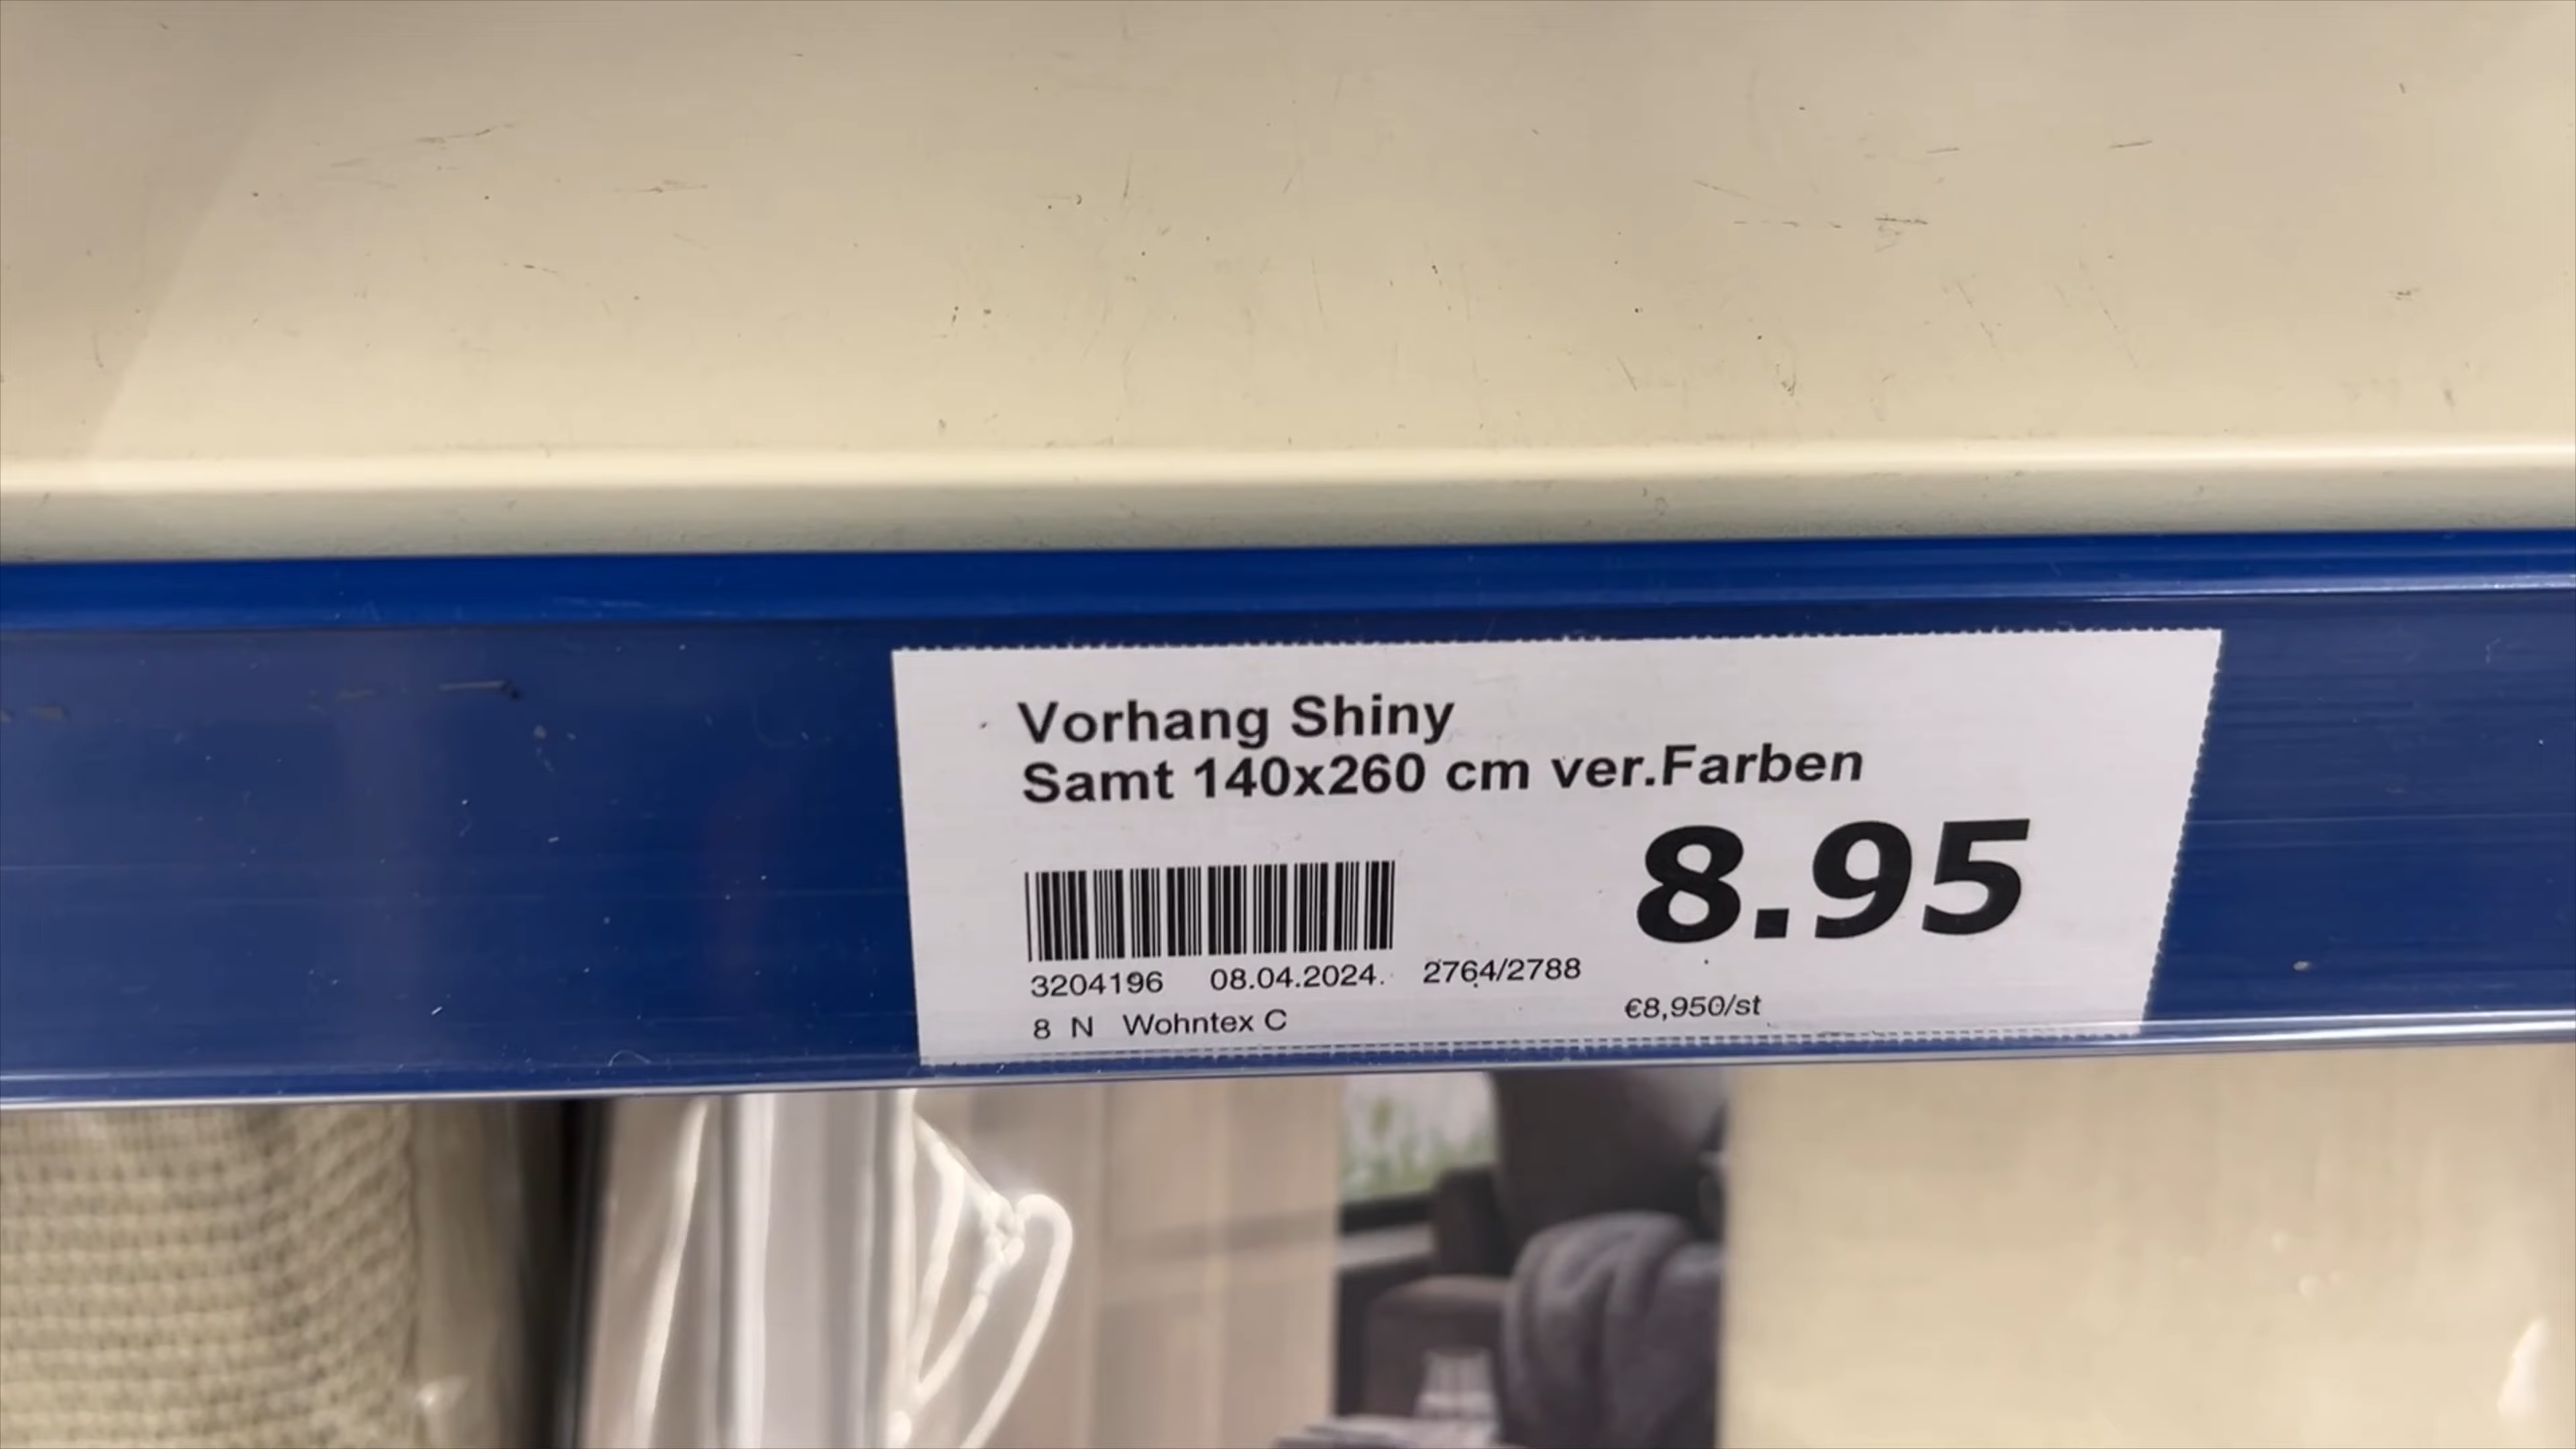 Vorhang Shiny
Samt 140x260 cm ver.Farben
8.95
3204196 08.04.2024. 2764/2788
€8,950/st
8 N Wohntex C